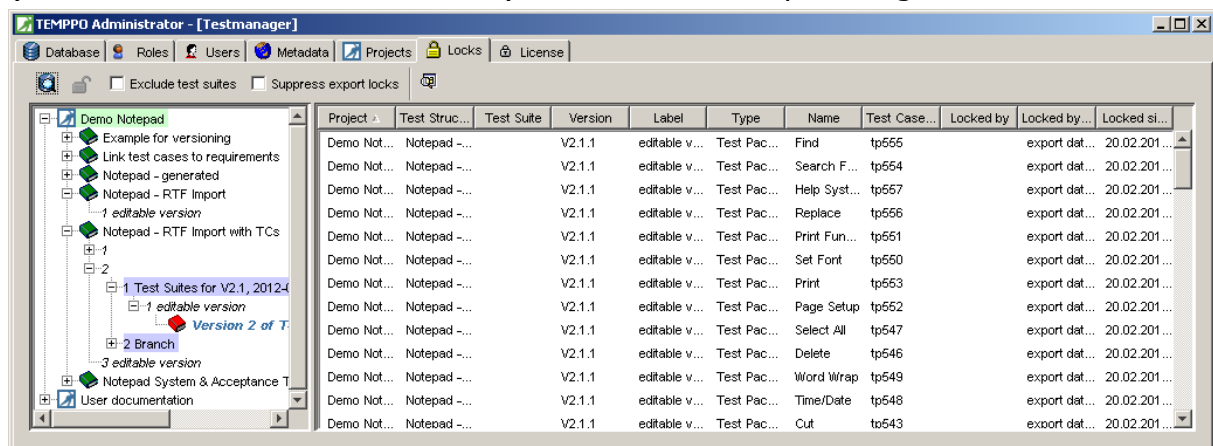 TEMPPO Administrator - [Testmanager]
Database Roles Users Metadata Projects Locks License
Exclude test suites Suppress export locks
Demo Notepad
Example for versioning
Link test cases to requirements
Notepad - generated
Notepad - RTF Import
1 editable version
Notepad - RTF Import with TCs
1
2
1 Test Suites for V2.1, 2012-
1 editable version
Version 2 of T
2 Branch
3 editable version
Notepad System & Acceptance T
User documentation
Project Test Struc... Test Suite Version Label Type Name Test Case... Locked by Locked by... Locked si...
Demo Not... Notepad -... V2.1.1 editable v... Test Pac... Find tp555 export dat... 20.02.201...
Demo Not... Notepad -... V2.1.1 editable v... Test Pac... Search F... tp554 export dat... 20.02.201...
Demo Not... Notepad -... V2.1.1 editable v... Test Pac... Help Syst... tp557 export dat... 20.02.201...
Demo Not... Notepad -... V2.1.1 editable v... Test Pac... Replace tp556 export dat... 20.02.201...
Demo Not... Notepad -... V2.1.1 editable v... Test Pac... Print Fun... tp551 export dat... 20.02.201...
Demo Not... Notepad -... V2.1.1 editable v... Test Pac... Set Font tp550 export dat... 20.02.201...
Demo Not... Notepad -... V2.1.1 editable v... Test Pac... Print tp553 export dat... 20.02.201...
Demo Not... Notepad -... V2.1.1 editable v... Test Pac... Page Setup tp552 export dat... 20.02.201...
Demo Not... Notepad -... V2.1.1 editable v... Test Pac... Select All tp547 export dat... 20.02.201...
Demo Not... Notepad -... V2.1.1 editable v... Test Pac... Delete tp546 export dat... 20.02.201...
Demo Not... Notepad -... V2.1.1 editable v... Test Pac... Word Wrap tp549 export dat... 20.02.201...
Demo Not... Notepad -... V2.1.1 editable v... Test Pac... Time/Date tp548 export dat... 20.02.201...
Demo Not... Notepad -... V2.1.1 editable v... Test Pac... Cut tp543 export dat... 20.02.201...